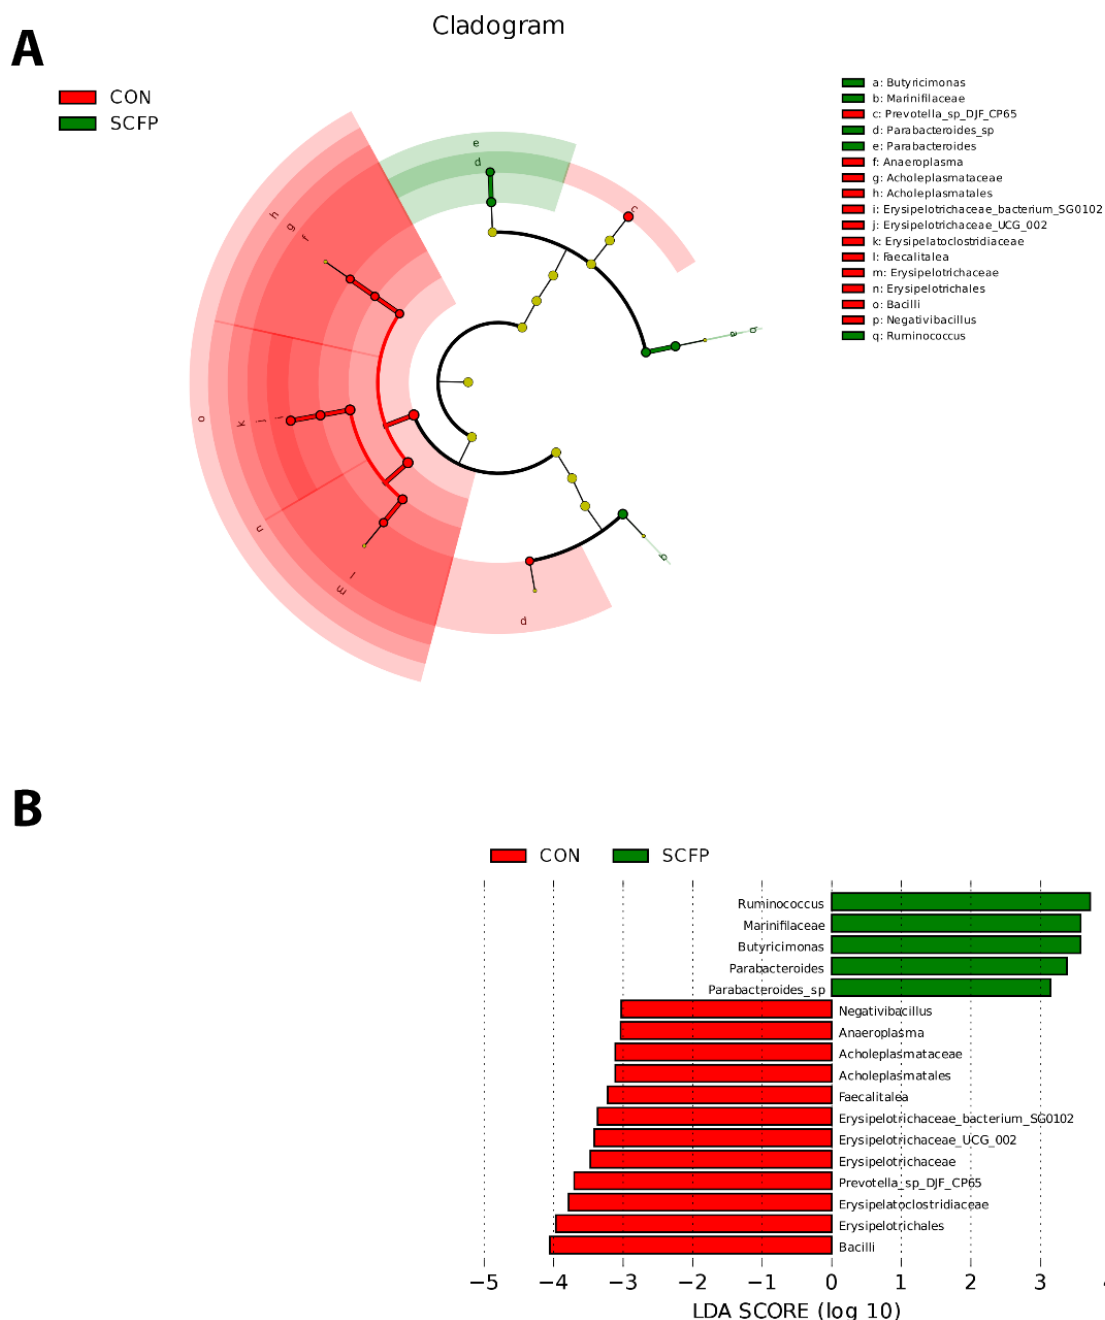 Cladogram
A
CON
SCFP
a: Butyricimonas
b: Marinifilaceae
c: Prevotella_sp_DJF_CP65
d: Parabacteroides_sp
e: Parabacteroides
f: Anaeroplasma
g: Acholeplasmataceae
h: Acholeplasmatales
i: Erysipelotrichaceae_bacterium_SG0102
j: Erysipelotrichaceae_UCG_002
k: Erysipelatoclostridiaceae
l: Faecalitalea
m: Erysipelotrichaceae
n: Erysipelotrichales
o: Bacilli
p: Negativibacillus
q: Ruminococcus
e
d
c
h
g
f
a
b
o
k
j
i
n
l
m
p
q
B
CON SCFP
Ruminococcus
Marinifilaceae
Butyricimonas
Parabacteroides
Parabacteroides_sp
Negativibacillus
Anaeroplasma
Acholeplasmataceae
Acholeplasmatales
Faecalitalea
Erysipelotrichaceae_bacterium_SG0102
Erysipelotrichaceae_UCG_002
Erysipelotrichaceae
Prevotella_sp_DJF_CP65
Erysipelatoclostridiaceae
Erysipelotrichales
Bacilli
−5 −4 −3 −2 −1 0 1 2 3
LDA SCORE (log 10)